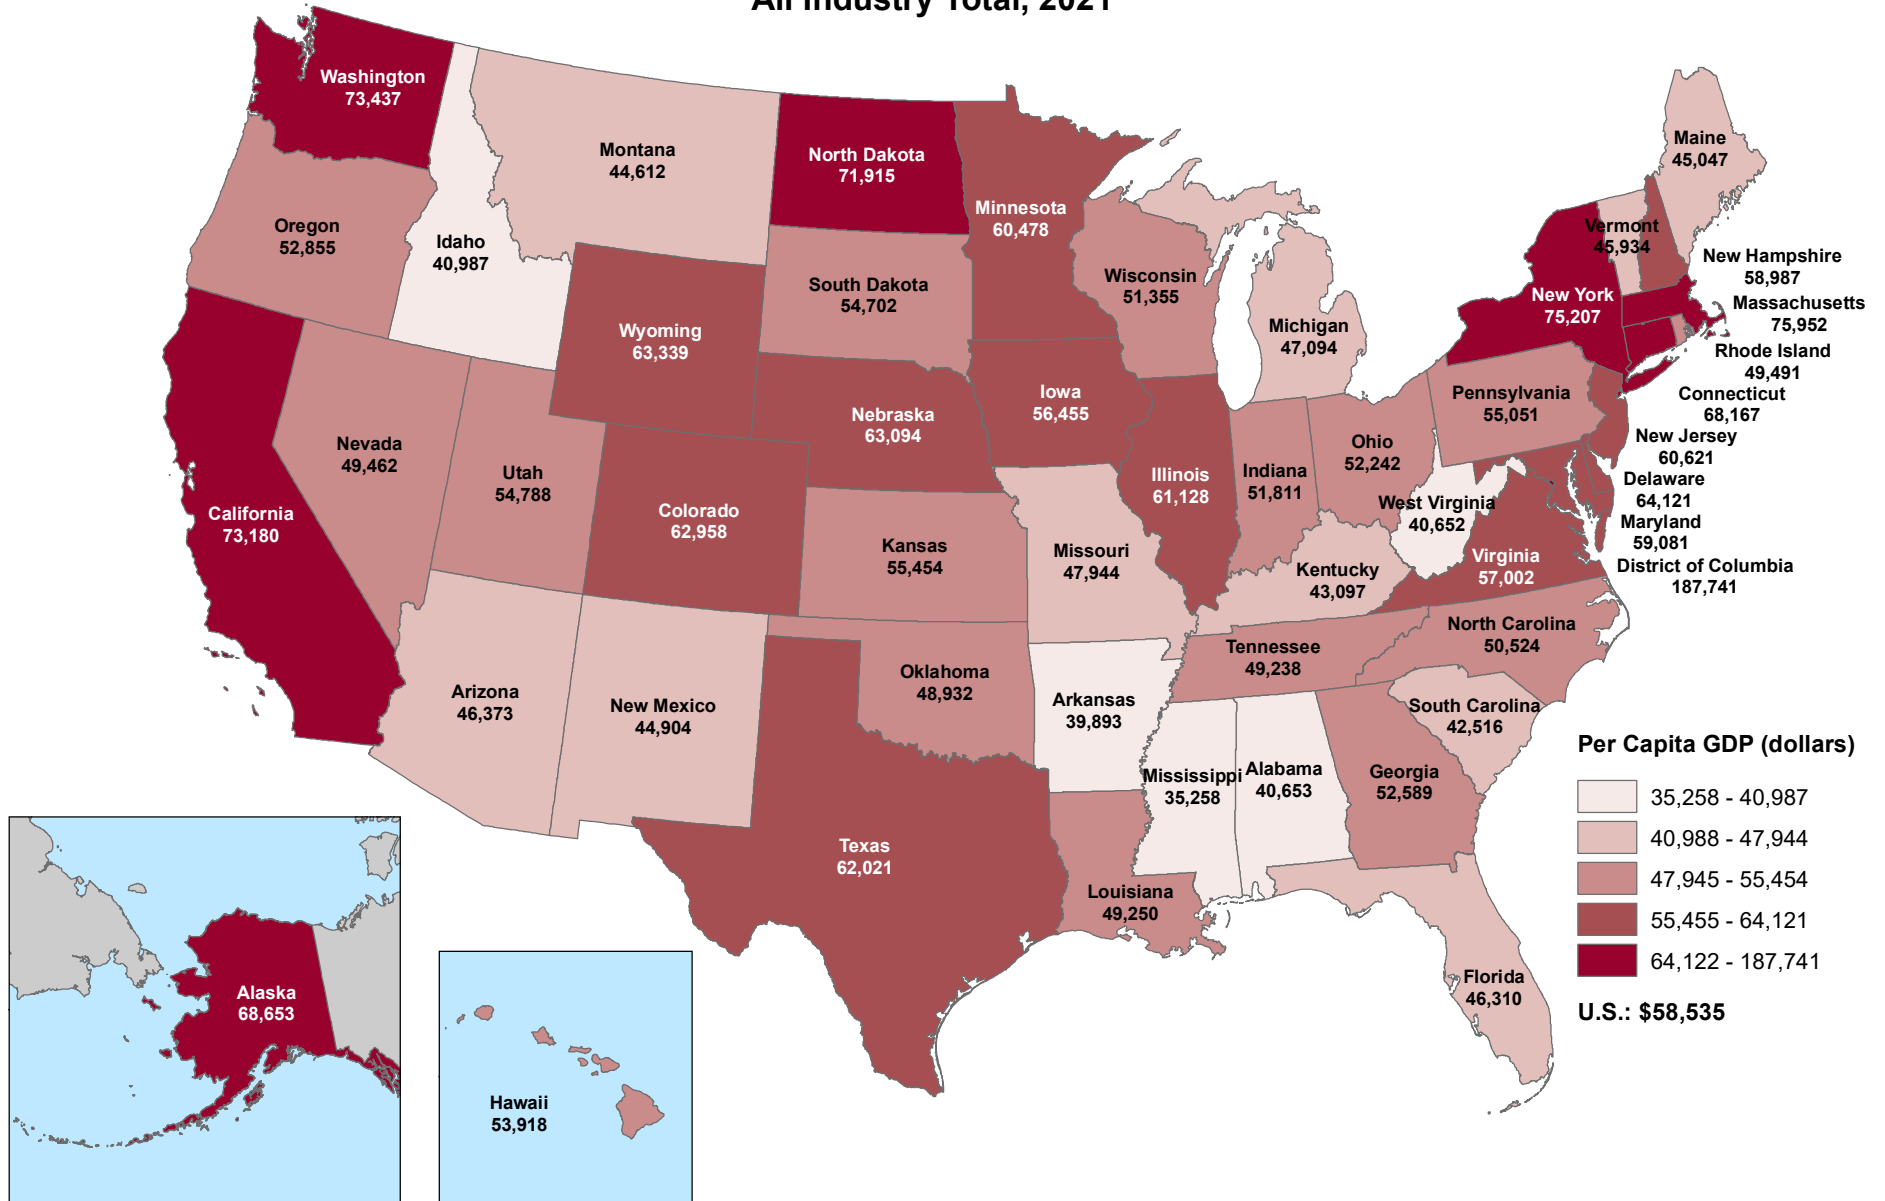 All Industry Total, 2021
Washington
73,437
Montana
44,612
North Dakota
71,915
Minnesota
60,478
Maine
45,047
Oregon
52,855
Idaho
40,987
Wisconsin
51,355
Vermont
45,934
New Hampshire
58,987
South Dakota
54,702
New York
75,207
Massachusetts
75,952
Wyoming
63,339
Michigan
47,094
Rhode Island
49,491
Connecticut
68,167
Iowa
56,455
Pennsylvania
55,051
Nebraska
63,094
New Jersey
60,621
Nevada
49,462
Ohio
52,242
Utah
54,788
Illinois
61,128
Indiana
51,811
Delaware
64,121
West Virginia
40,652
California
73,180
Colorado
62,958
Maryland
59,081
Kansas
55,454
Missouri
47,944
Virginia
57,002
District of Columbia
187,741
Kentucky
43,097
North Carolina
50,524
Tennessee
49,238
Oklahoma
48,932
Arizona
46,373
New Mexico
44,904
Arkansas
39,893
South Carolina
42,516
Mississippi
35,258
Alabama
40,653
Georgia
52,589
Texas
62,021
Louisiana
49,250
Florida
46,310
Alaska
68,653
Hawaii
53,918
Per Capita GDP (dollars)
35,258 - 40,987
40,988 - 47,944
47,945 - 55,454
55,455 - 64,121
64,122 - 187,741
U.S.: $58,535